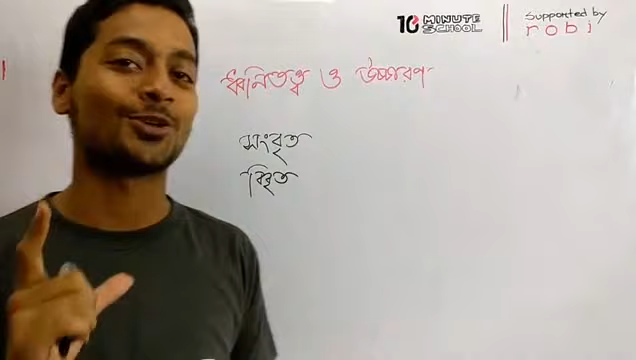 10 MINUTE SCHOOL
Supported by
robi
ধ্বনিতত্ত্ব ও উচ্চারণ
সংবৃত
বিবৃত